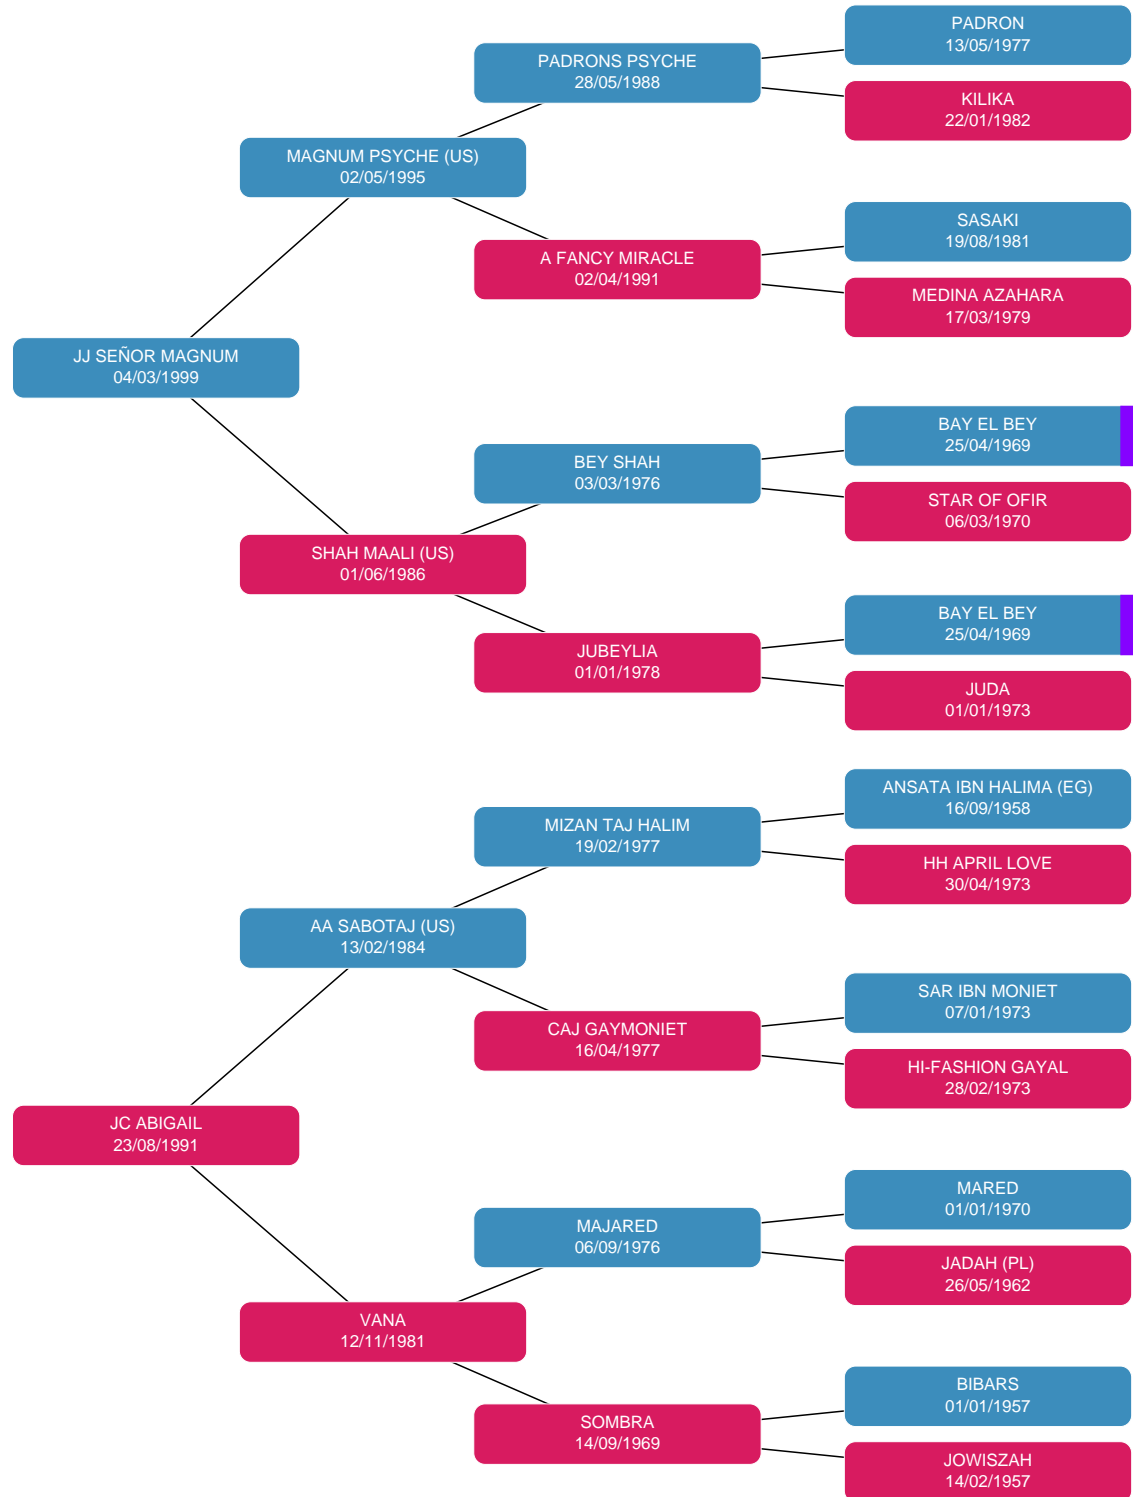 PADRON
13/05/1977
PADRONS PSYCHE
28/05/1988
KILIKA
22/01/1982
MAGNUM PSYCHE (US)
02/05/1995
SASAKI
19/08/1981
A FANCY MIRACLE
02/04/1991
MEDINA AZAHARA
17/03/1979
JJ SEÑOR MAGNUM
04/03/1999
BAY EL BEY
25/04/1969
BEY SHAH
03/03/1976
STAR OF OFIR
06/03/1970
SHAH MAALI (US)
01/06/1986
BAY EL BEY
25/04/1969
JUBEYLIA
01/01/1978
JUDA
01/01/1973
ANSATA IBN HALIMA (EG)
16/09/1958
MIZAN TAJ HALIM
19/02/1977
HH APRIL LOVE
30/04/1973
AA SABOTAJ (US)
13/02/1984
SAR IBN MONIET
07/01/1973
CAJ GAYMONIET
16/04/1977
HI-FASHION GAYAL
28/02/1973
JC ABIGAIL
23/08/1991
MARED
01/01/1970
MAJARED
06/09/1976
JADAH (PL)
26/05/1962
VANA
12/11/1981
BIBARS
01/01/1957
SOMBRA
14/09/1969
JOWISZAH
14/02/1957